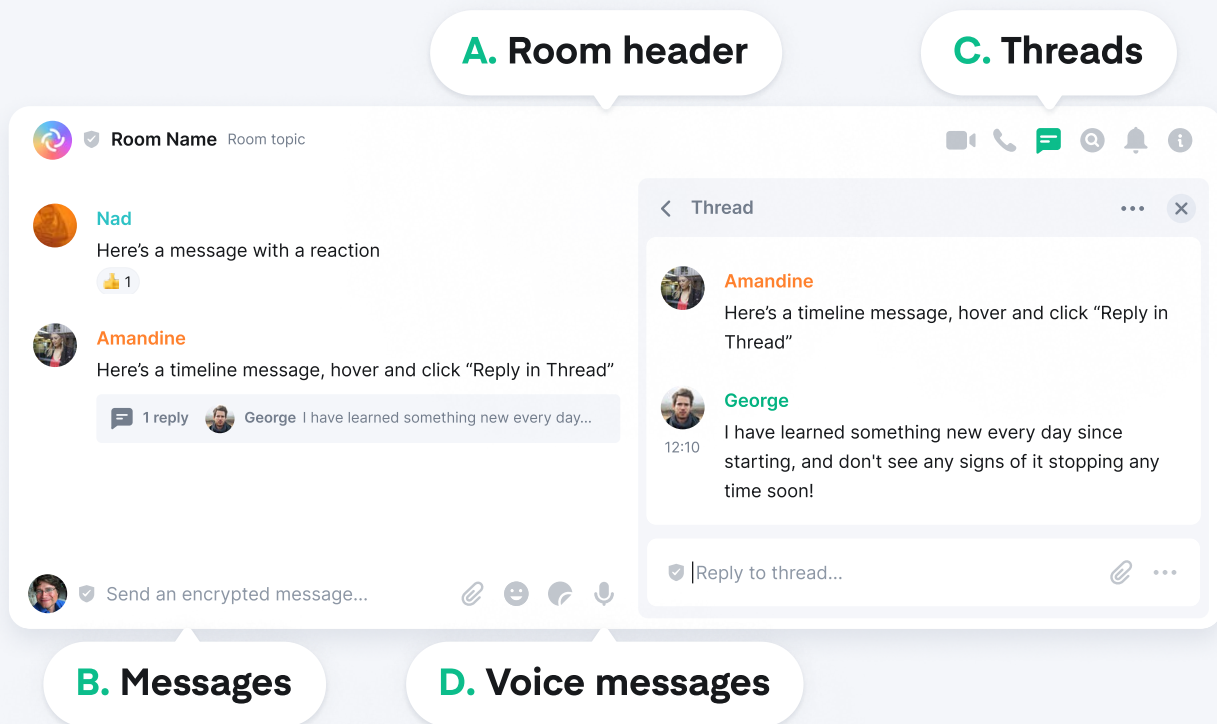 A. Room header
C. Threads
Room Name Room topic
Nad
Here’s a message with a reaction
👍 1
Amandine
Here’s a timeline message, hover and click “Reply in Thread”
1 reply George I have learned something new every day...
Send an encrypted message...
Thread
Amandine
Here’s a timeline message, hover and click “Reply in
Thread”
George
12:10
I have learned something new every day since
starting, and don't see any signs of it stopping any
time soon!
Reply to thread...
B. Messages
D. Voice messages